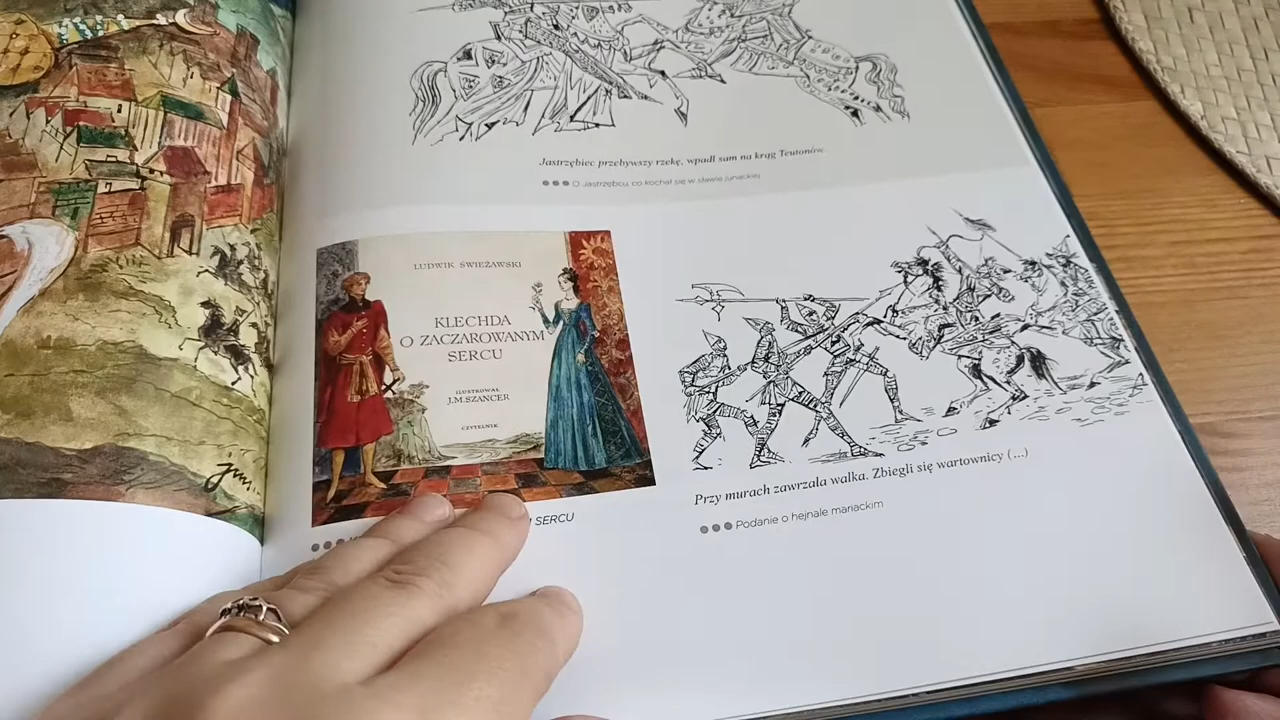 Jastrzębiec przebywszy rzekę, wpadł sam na krąg Teutonów.
O Jastrzębcu, co kochał się w sławie junackiej
LUDWIK ŚWIEŻAWSKI
KLECHDA
O ZACZAROWANYM
SERCU
ILUSTROWAŁ
J.M.SZANCER
CZYTELNIK
SERCU
Przy murach zawrzała walka. Zbiegli się wartownicy (...)
Podanie o hejnale mariackim